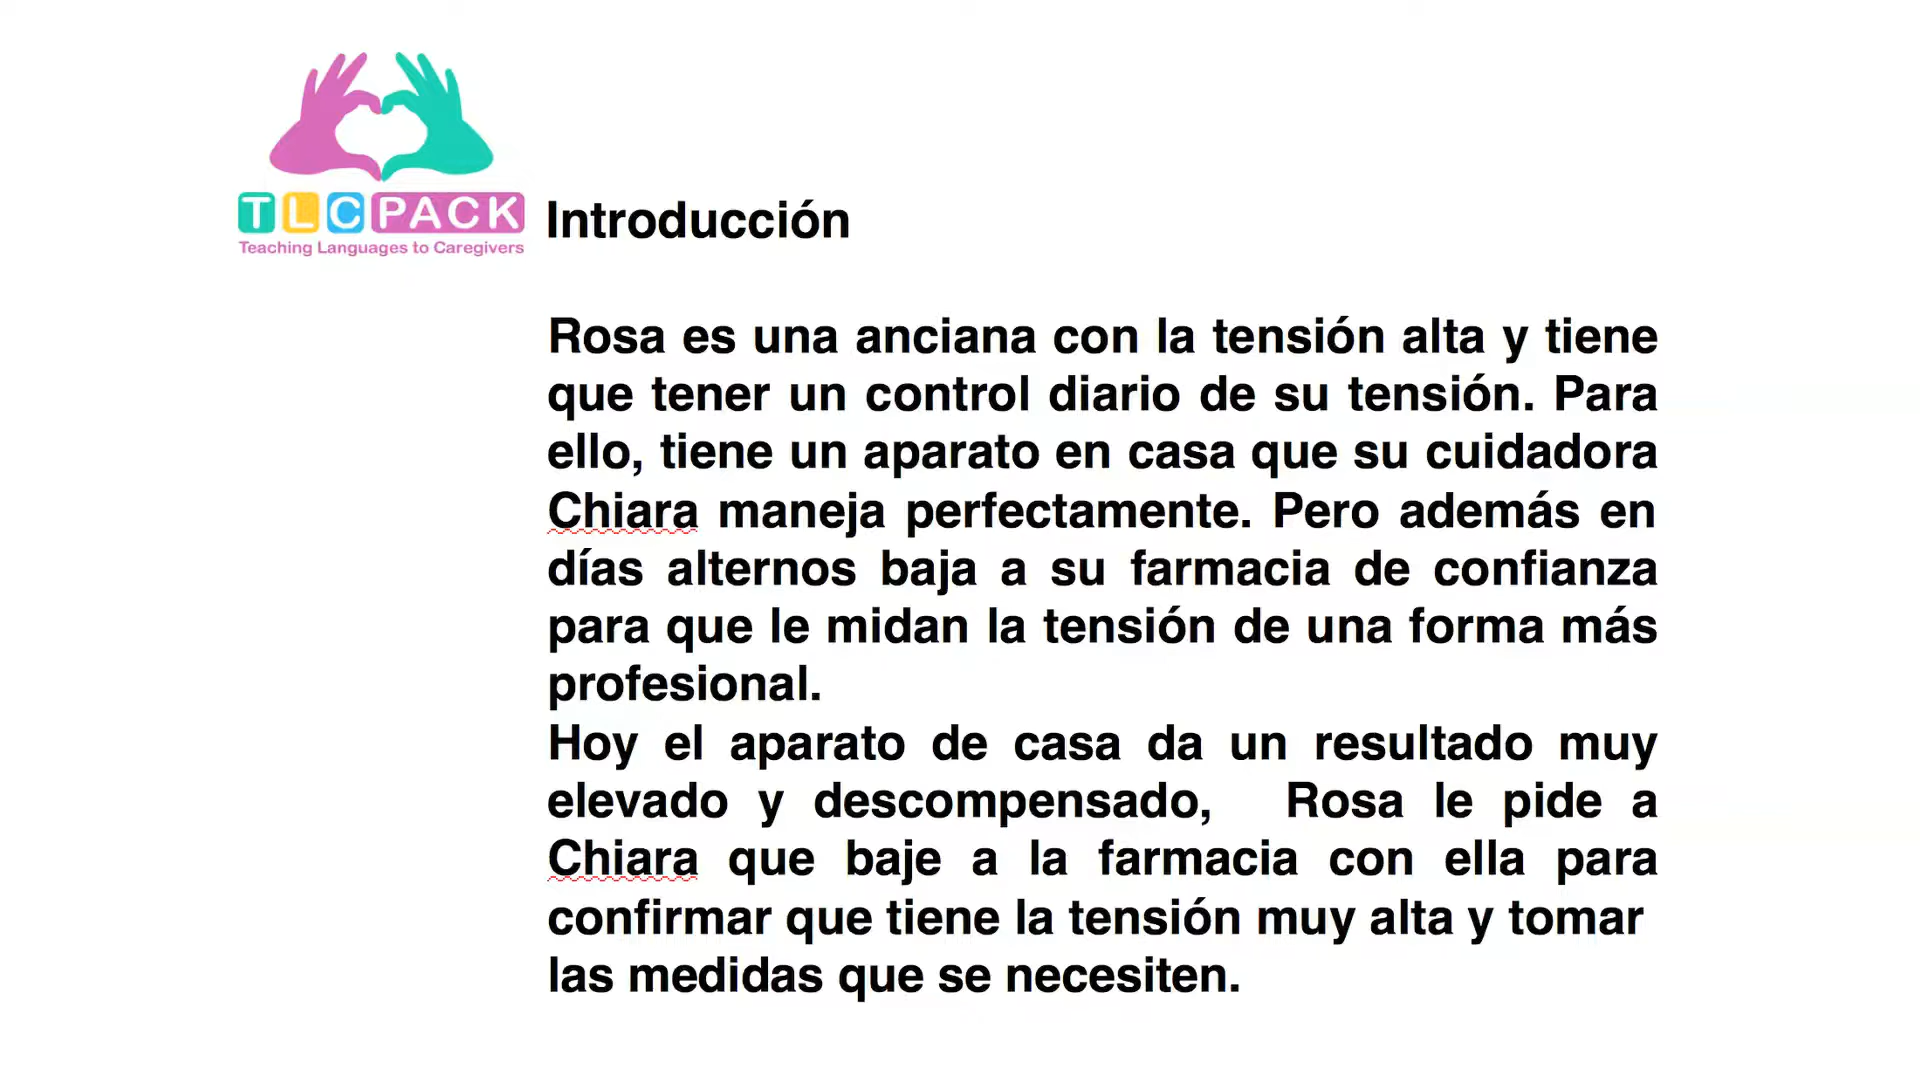 TLCPACK
Teaching Languages to Caregivers
Introducción
Rosa es una anciana con la tensión alta y tiene
que tener un control diario de su tensión. Para
ello, tiene un aparato en casa que su cuidadora
Chiara maneja perfectamente. Pero además en
días alternos baja a su farmacia de confianza
para que le midan la tensión de una forma más
profesional.
Hoy el aparato de casa da un resultado muy
elevado y descompensado, Rosa le pide a
Chiara que baje a la farmacia con ella para
confirmar que tiene la tensión muy alta y tomar
las medidas que se necesiten.